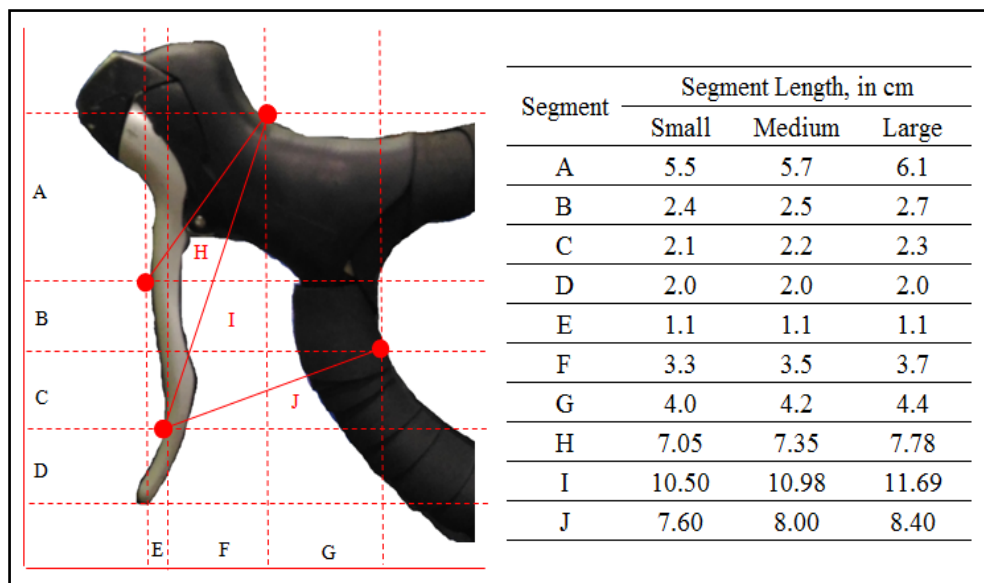 A
B
C
D
E F G
H
I
J
Segment Segment Length, in cm
Small Medium Large
A 5.5 5.7 6.1
B 2.4 2.5 2.7
C 2.1 2.2 2.3
D 2.0 2.0 2.0
E 1.1 1.1 1.1
F 3.3 3.5 3.7
G 4.0 4.2 4.4
H 7.05 7.35 7.78
I 10.50 10.98 11.69
J 7.60 8.00 8.40